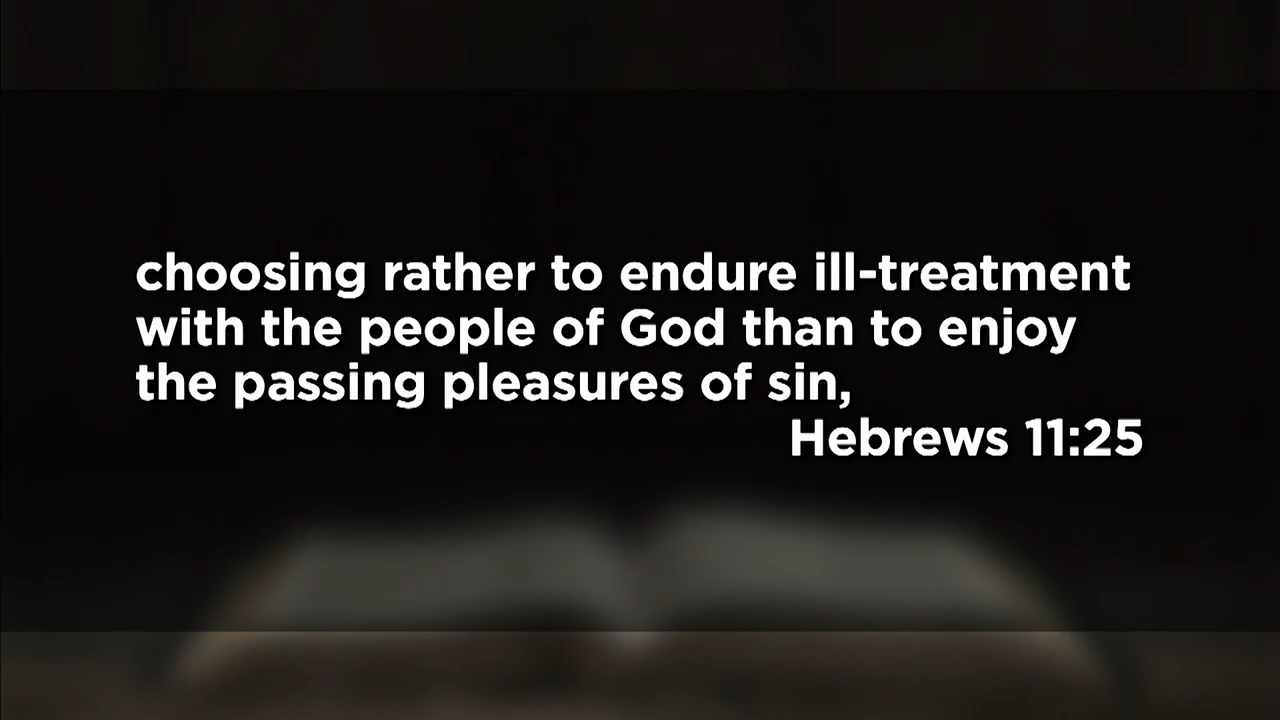 choosing rather to endure ill-treatment
with the people of God than to enjoy
the passing pleasures of sin,
Hebrews 11:25